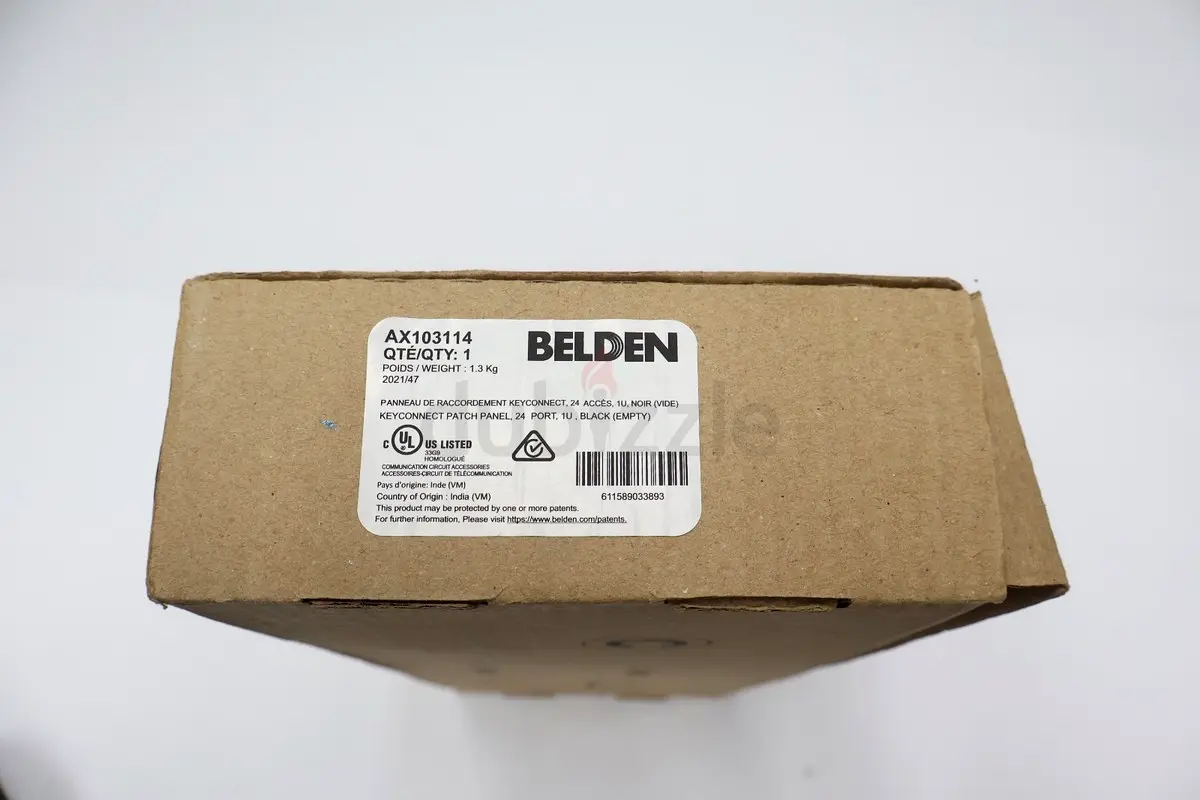 AX103114
QTÉ/QTY: 1
POIDS / WEIGHT : 1.3 Kg
2021/47
BELDEN
PANNEAU DE RACCORDEMENT KEYCONNECT, 24 ACCÈS, 1U, NOIR (VIDE)
KEYCONNECT PATCH PANEL, 24 PORT, 1U , BLACK (EMPTY)
C UL US LISTED
33G9
HOMOLOGUÉ
COMMUNICATION CIRCUIT ACCESSORIES
ACCESSOIRES-CIRCUIT DE TÉLÉCOMMUNICATION
Pays d'origine: Inde (VM)
Country of Origin : India (VM)
This product may be protected by one or more patents.
For further information, Please visit https://www.belden.com/patents.
611589033893
dubizzle